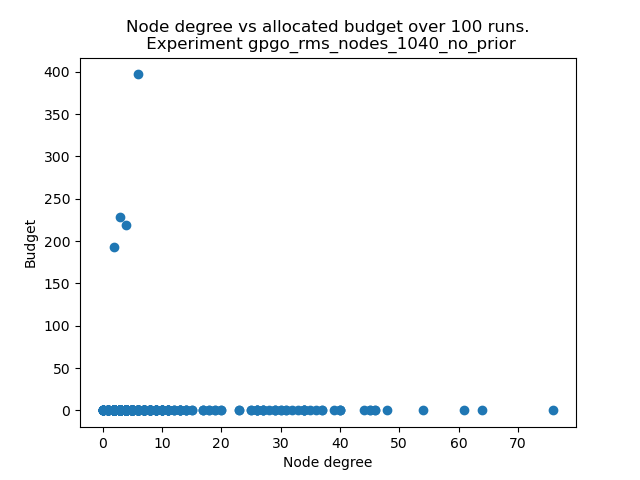 Node degree vs allocated budget over 100 runs.
Experiment gpgo_rms_nodes_1040_no_prior
400
350
300
250
200
150
100
50
0
Budget
0 10 20 30 40 50 60 70
Node degree